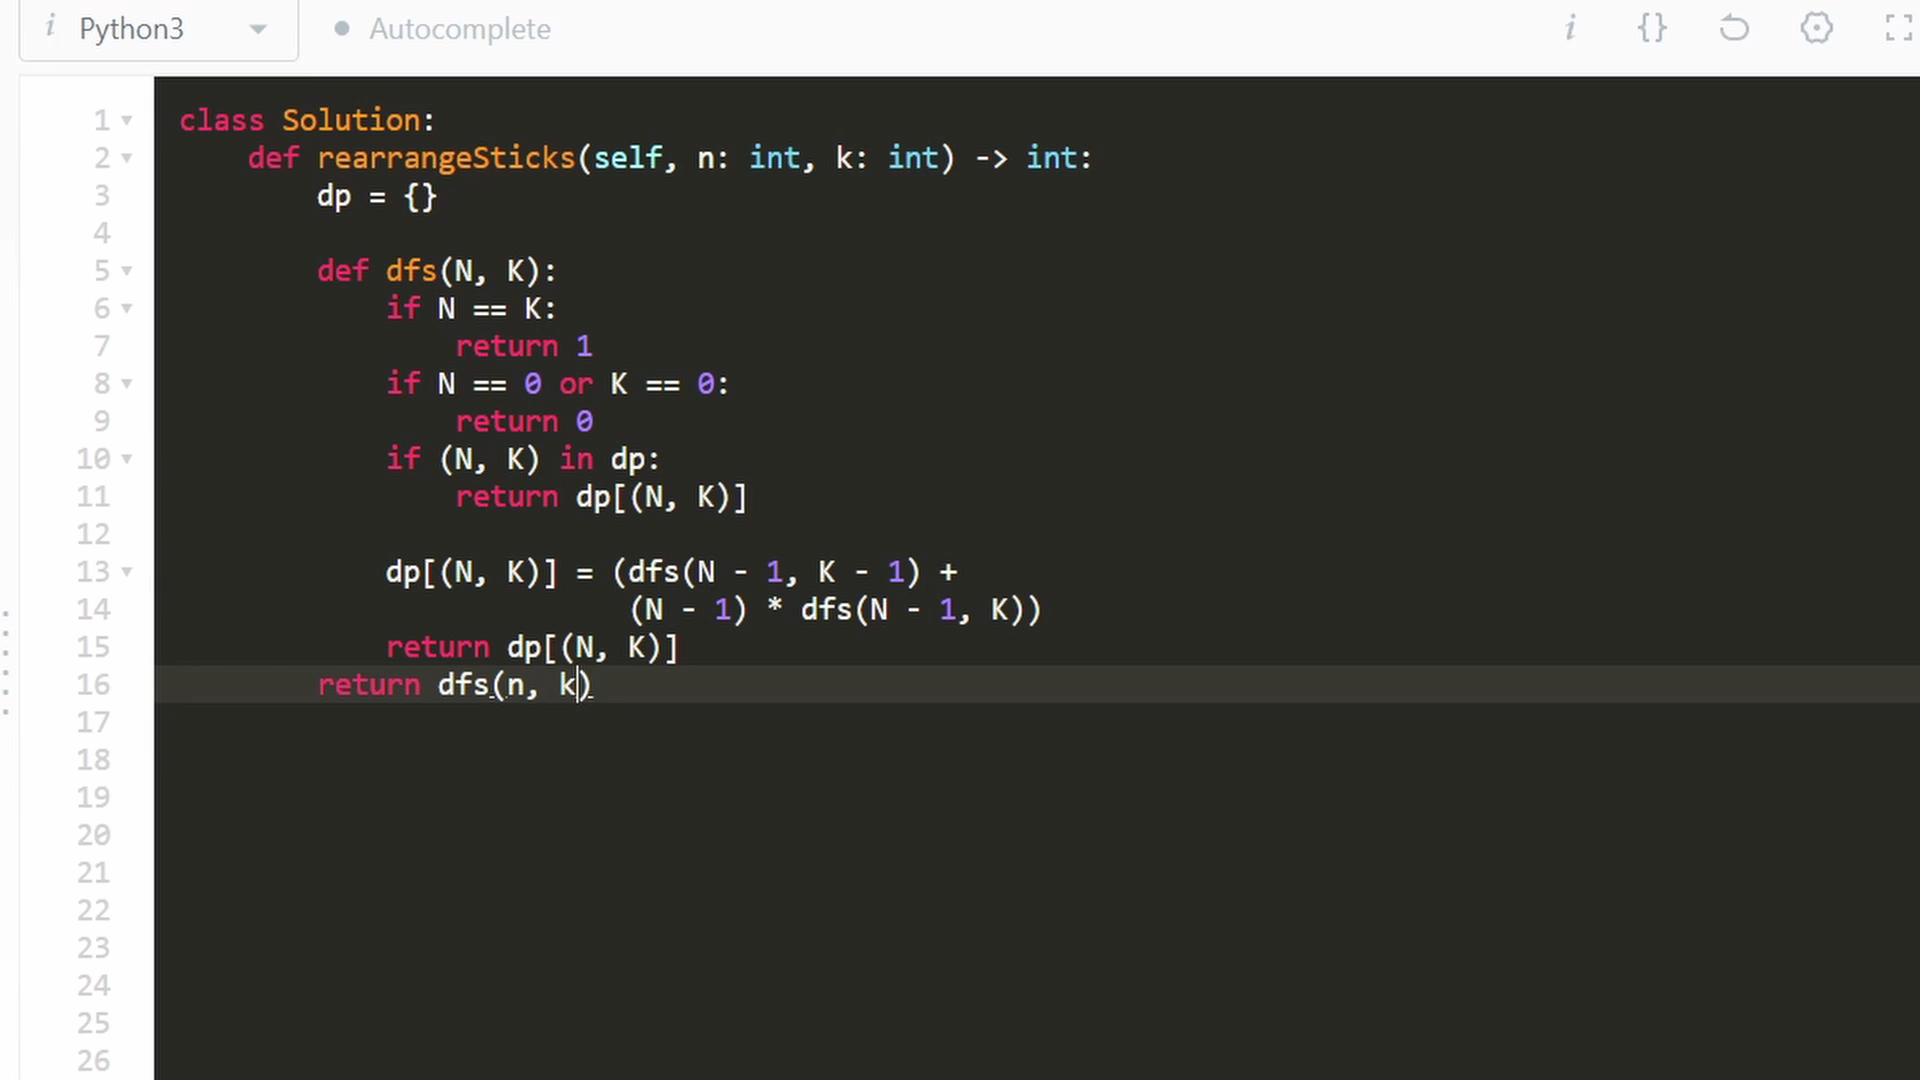 i Python3 Autocomplete i {}
1 class Solution:
2 def rearrangeSticks(self, n: int, k: int) -> int:
3 dp = {}
4
5 def dfs(N, K):
6 if N == K:
7 return 1
8 if N == 0 or K == 0:
9 return 0
10 if (N, K) in dp:
11 return dp[(N, K)]
12
13 dp[(N, K)] = (dfs(N - 1, K - 1) +
14 (N - 1) * dfs(N - 1, K))
15 return dp[(N, K)]
16 return dfs(n, k)
17
18
19
20
21
22
23
24
25
26